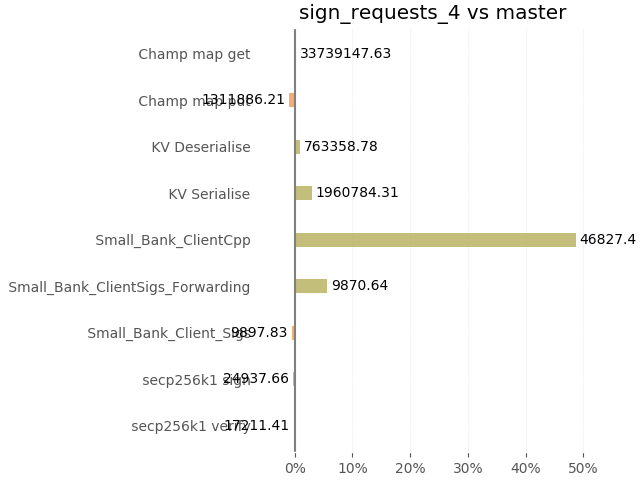 sign_requests_4 vs master
Champ map get 33739147.63
Champ map put 1311886.21
KV Deserialise 763358.78
KV Serialise 1960784.31
Small_Bank_ClientCpp 46827.4
Small_Bank_ClientSigs_Forwarding 9870.64
Small_Bank_Client_Sigs 9897.83
secp256k1 sign 24937.66
secp256k1 verify 17211.41
0% 10% 20% 30% 40% 50%